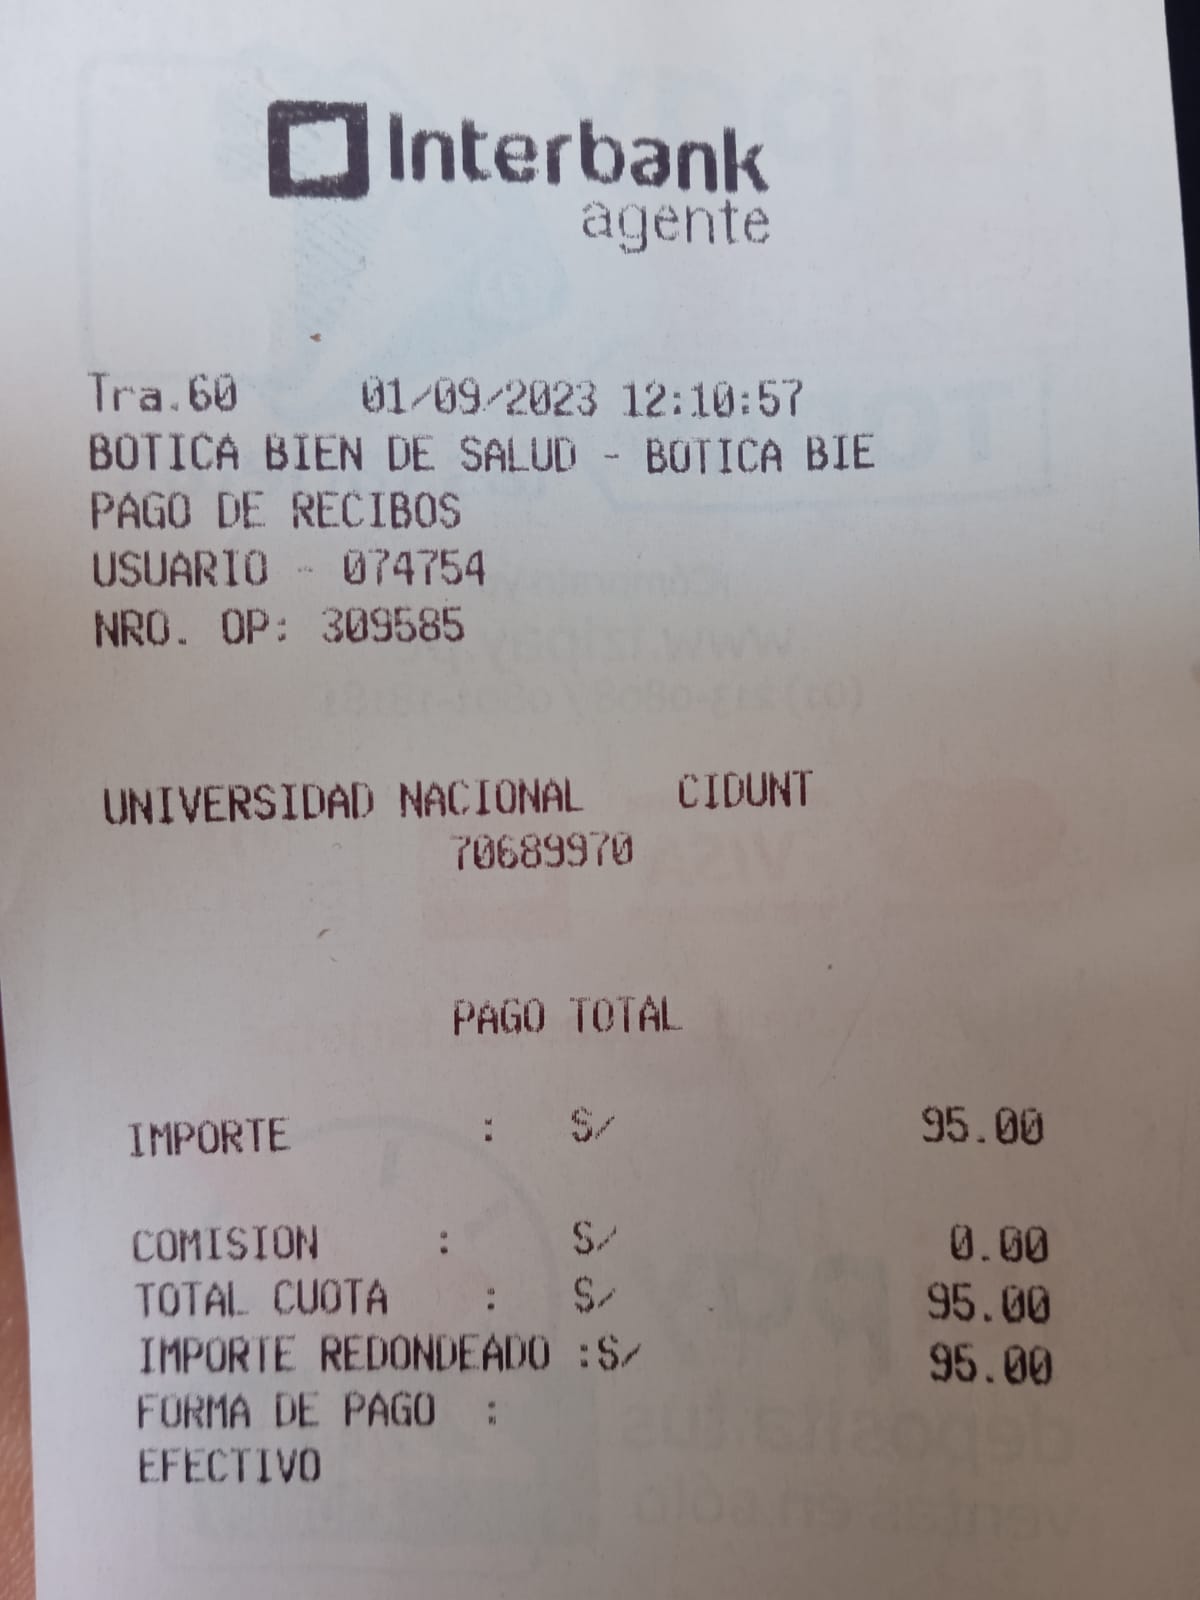 Interbank
agente
Tra.60 01/09/2023 12:10:57
BOTICA BIEN DE SALUD - BOTICA BIE
PAGO DE RECIBOS
USUARIO - 074754
NRO. OP: 309585
UNIVERSIDAD NACIONAL CIDUNT
70689970
PAGO TOTAL
IMPORTE : S/ 95.00
COMISION : S/ 0.00
TOTAL CUOTA : S/ 95.00
IMPORTE REDONDEADO :S/ 95.00
FORMA DE PAGO :
EFECTIVO